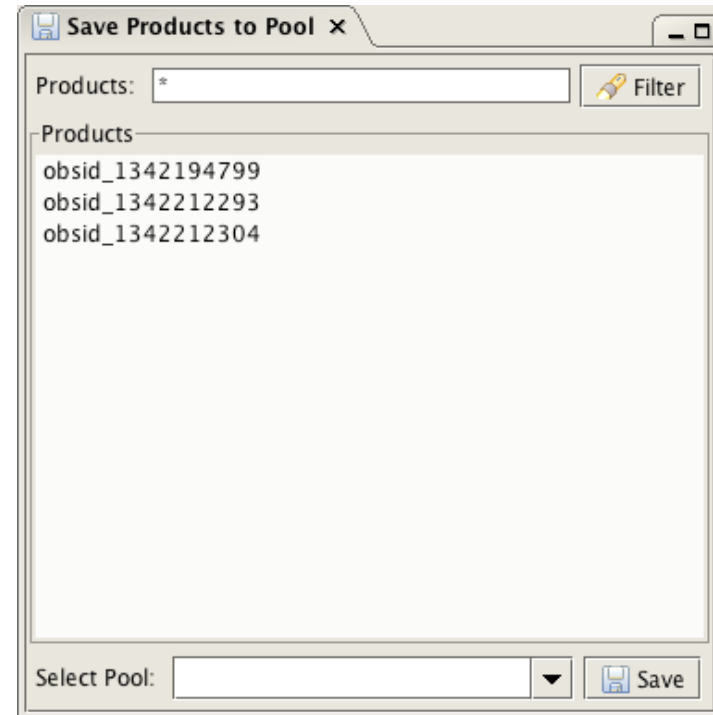 Save Products to Pool
Products: * Filter
Products
obsid_1342194799
obsid_1342212293
obsid_1342212304
Select Pool: Save